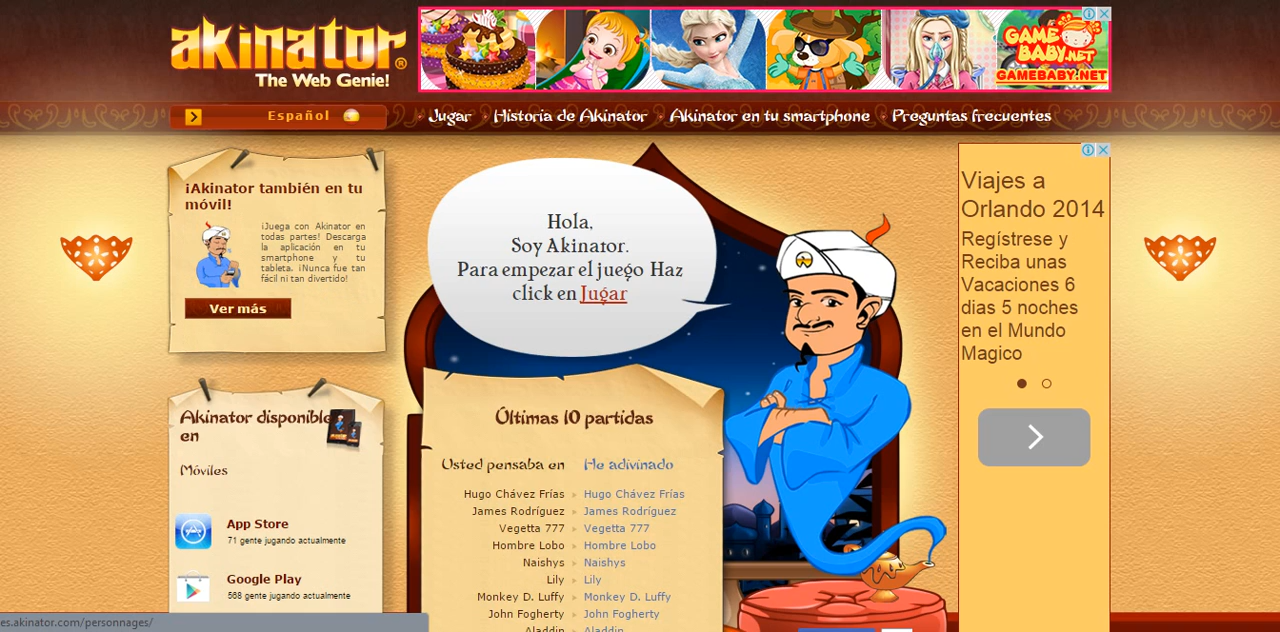 akinator®
The Web Genie!
GAME
BABY.NET
GAMEBABY.NET
Español
Jugar
Historia de Akinator
Akinator en tu smartphone
Preguntas frecuentes
¡Akinator también en tu
móvil!
¡Juega con Akinator en
todas partes! Descarga
la aplicación en tu
smartphone y tu
tableta. ¡Nunca fue tan
fácil ni tan divertido!
Ver más
Akinator disponible
en
Móviles
App Store
71 gente jugando actualmente
Google Play
568 gente jugando actualmente
es.akinator.com/personnages/
Hola,
Soy Akinaror.
Para empezar el juego Haz
click en Jugar
Últimas 10 partidas
Usted pensaba en He adivinado
Hugo Chávez Frías Hugo Chávez Frías
James Rodríguez James Rodríguez
Vegetta 777 Vegetta 777
Hombre Lobo Hombre Lobo
Naishys Naishys
Lily Lily
Monkey D. Luffy Monkey D. Luffy
John Fogherty John Fogherty
Aladdin Aladdin
Viajes a
Orlando 2014
Regístrese y
Reciba unas
Vacaciones 6
dias 5 noches
en el Mundo
Magico